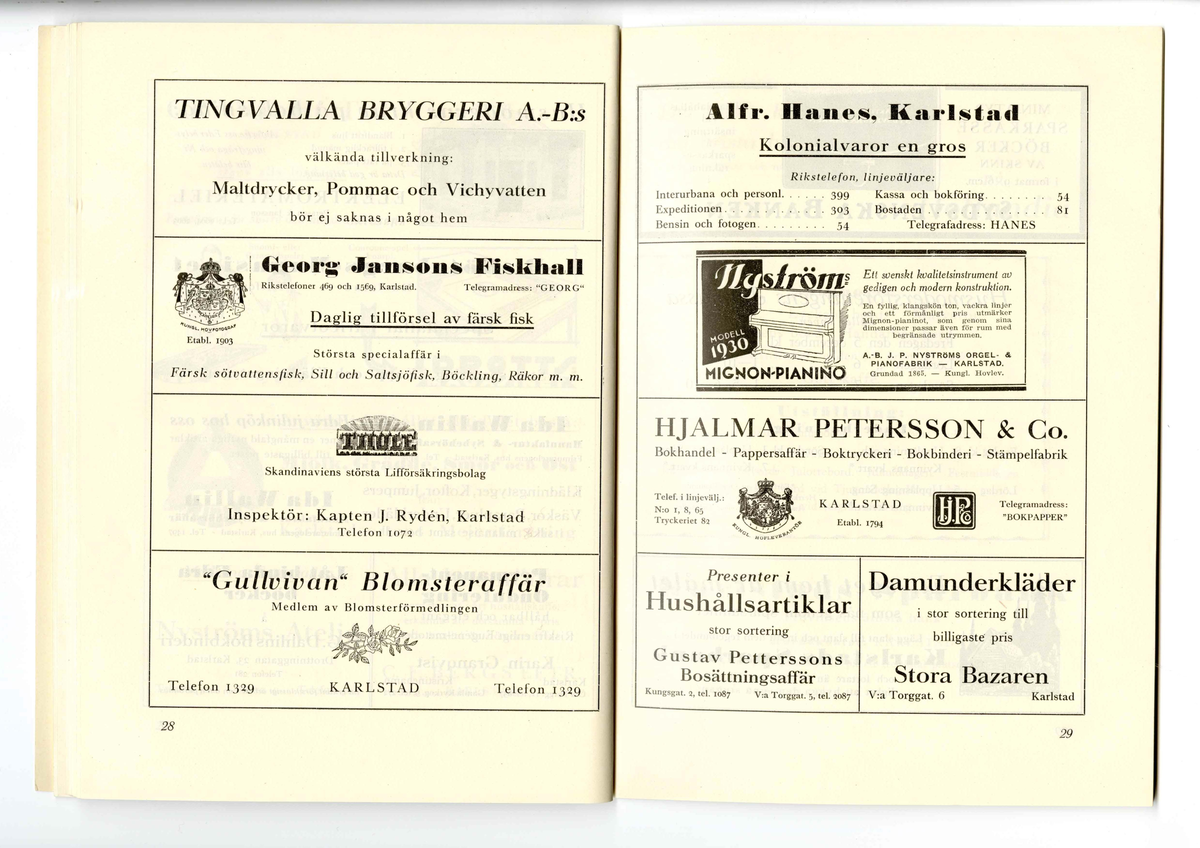 TINGVALLA BRYGGERI A.-B:s
välkända tillverkning:
Maltdrycker, Pommac och Vichyvatten
bör ej saknas i något hem
Georg Jansons Fiskhall
Rikstelefoner 469 och 1569, Karlstad. Telegramadress: "GEORG"
Daglig tillförsel av färsk fisk
KUNGL. HOVFOTOGRAF
Etabl. 1903
Största specialaffär i
Färsk sötvattensfisk, Sill och Saltsjöfisk, Böckling, Räkor m. m.
THULE
Skandinaviens största Lifförsäkringsbolag
Inspektör: Kapten J. Rydén, Karlstad
Telefon 1072
"Gullvivan" Blomsteraffär
Medlem av Blomsterförmedlingen
Telefon 1329 KARLSTAD Telefon 1329
28
Alfr. Hanes, Karlstad
Kolonialvaror en gros
Rikstelefon, linjeväljare:
Interurbana och personl. . . . . . 399 Kassa och bokföring. . . . . . . . 54
Expeditionen. . . . . . . . . . . . . 303 Bostaden . . . . . . . . . . . . . . 81
Bensin och fotogen. . . . . . . . . 54 Telegrafadress: HANES
Nyströms
MODELL
1930
MIGNON-PIANINO
Ett svenskt kvalitetsinstrument av
gedigen och modern konstruktion.
En fyllig, klangskön ton, vackra linjer
och ett förmånligt pris utmärker
Mignon-pianinot, som genom sina
dimensioner passar även för rum med
begränsade utrymmen.
A.-B. J. P. NYSTRÖMS ORGEL- &
PIANOFABRIK — KARLSTAD.
Grundad 1865. — Kungl. Hovlev.
HJALMAR PETERSSON & Co.
Bokhandel - Pappersaffär - Boktryckeri - Bokbinderi - Stämpelfabrik
Telef. i linjevälj.:
N:o 1, 8, 65
Tryckeriet 82
KUNGL. HOFLEVERANTÖR
KARLSTAD
Etabl. 1794
HJP Co
Telegramadress:
"BOKPAPPER"
Presenter i
Hushållsartiklar
stor sortering
Gustav Petterssons
Bosättningsaffär
Kungsgat. 2, tel. 1087 V:a Torggat. 5, tel. 2087
Damunderkläder
i stor sortering till
billigaste pris
Stora Bazaren
V:a Torggat. 6 Karlstad
29